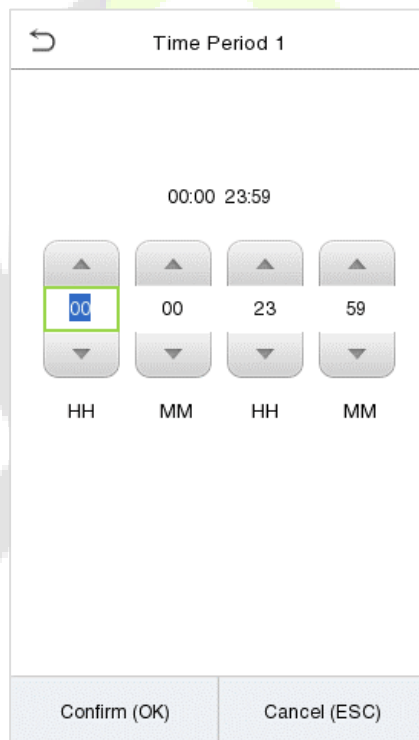 Time Period 1
00:00 23:59
00 00 23 59
HH MM HH MM
Confirm (OK) Cancel (ESC)